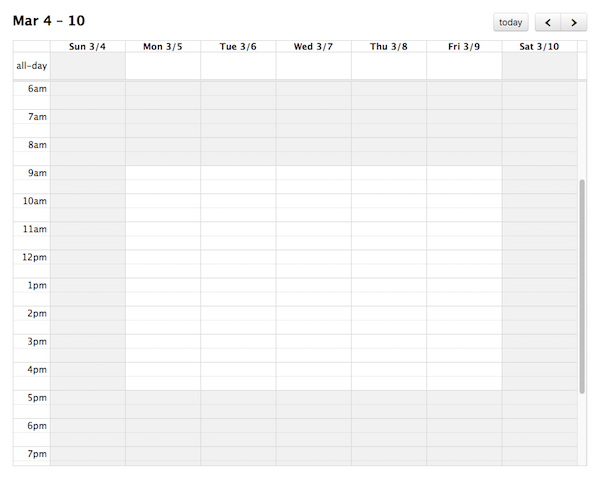 Mar 4 – 10
today
Sun 3/4 Mon 3/5 Tue 3/6 Wed 3/7 Thu 3/8 Fri 3/9 Sat 3/10
all-day
6am
7am
8am
9am
10am
11am
12pm
1pm
2pm
3pm
4pm
5pm
6pm
7pm